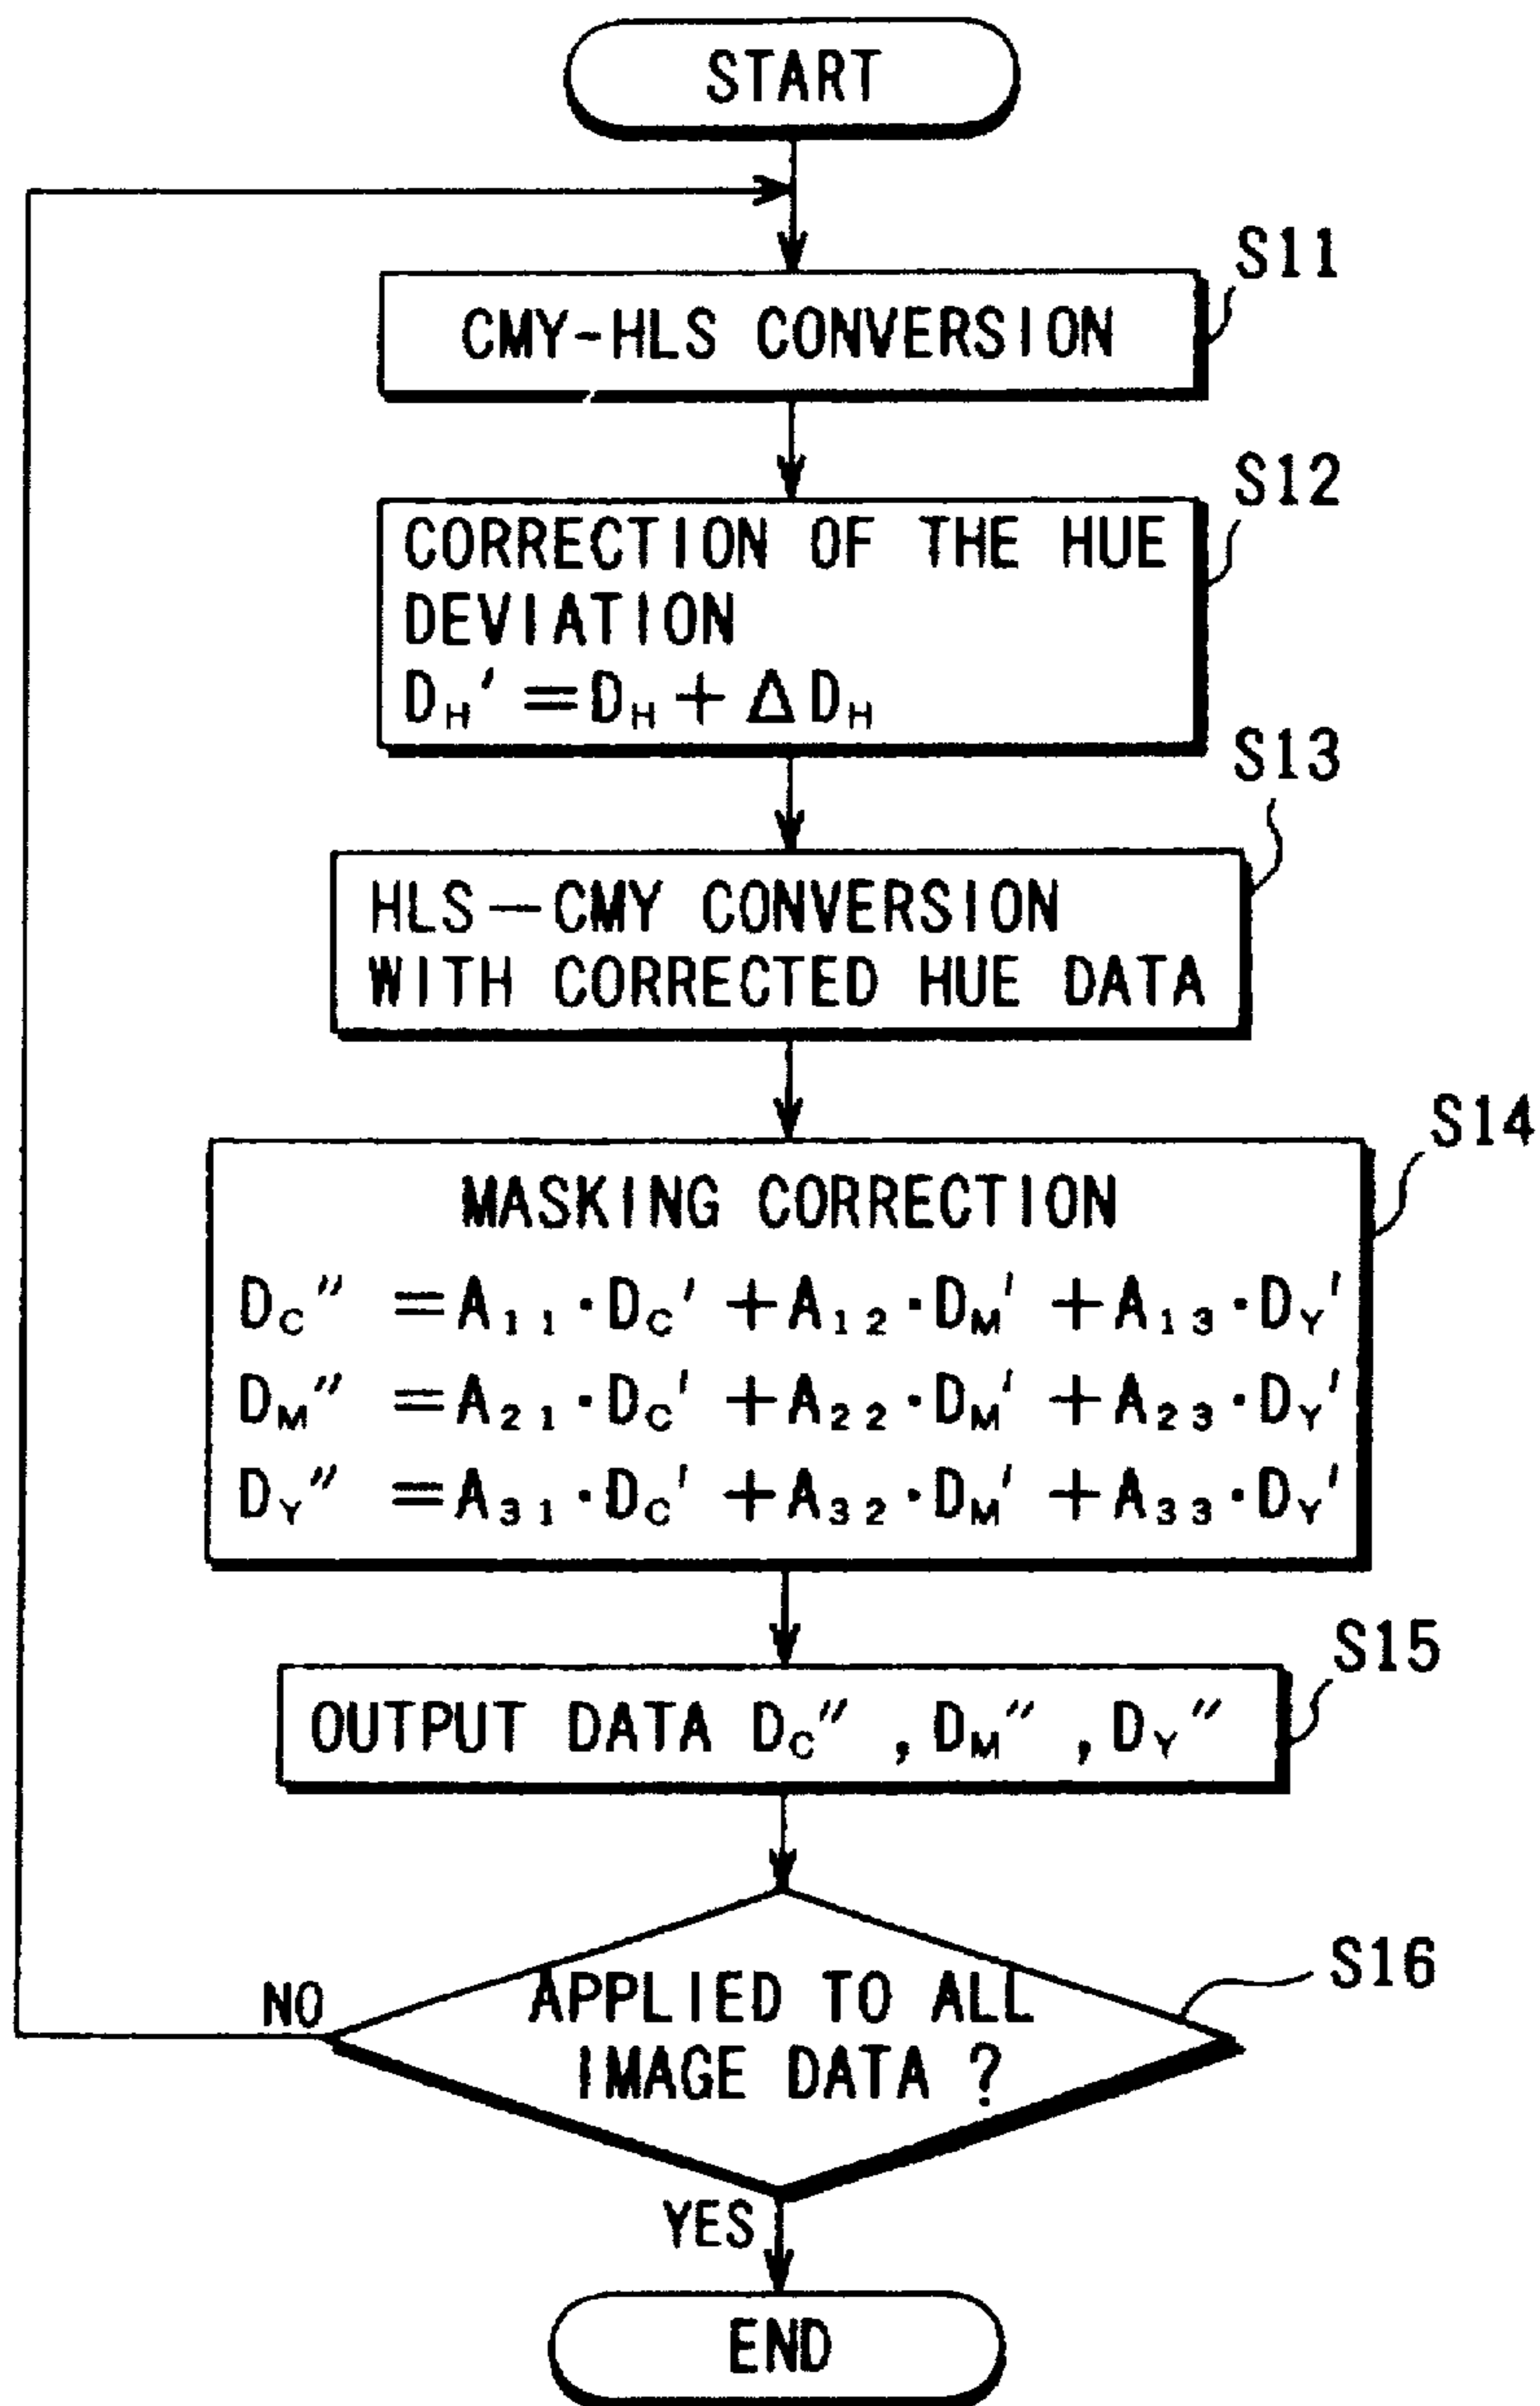 START
S11
CMY-HLS CONVERSION
S12
CORRECTION OF THE HUE
DEVIATION
D_H' = D_H + Δ D_H
S13
HLS—CMY CONVERSION
WITH CORRECTED HUE DATA
S14
MASKING CORRECTION
D_C" = A_11·D_C' + A_12·D_M' + A_13·D_Y'
D_M" = A_21·D_C' + A_22·D_M' + A_23·D_Y'
D_Y" = A_31·D_C' + A_32·D_M' + A_33·D_Y'
S15
OUTPUT DATA D_C", D_M", D_Y"
S16
NO
APPLIED TO ALL
IMAGE DATA ?
YES
END